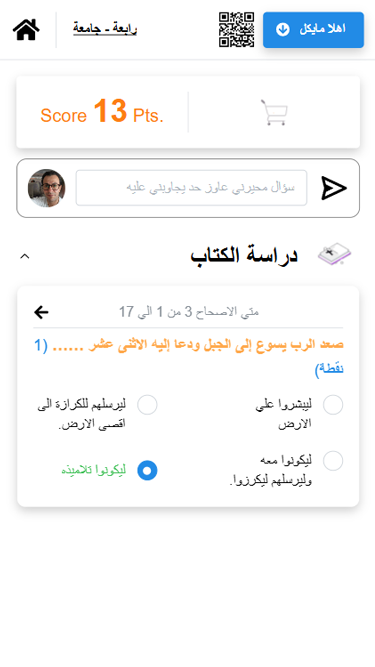 اهلا مايكل
رابعة - جامعة
Score 13 Pts.
سؤال محيرني عاوز حد يجاوبني عليه
دراسة الكتاب
متي الاصحاح 3 من 1 الي 17
صعد الرب يسوع إلى الجبل ودعا إليه الاثنى عشر ...... (1
نقطة)
ليبشروا علي
الارض
ليرسلهم للكرازة الى
اقصى الارض.
ليكونوا معه
وليرسلهم ليكرزوا.
ليكونوا تلاميذه